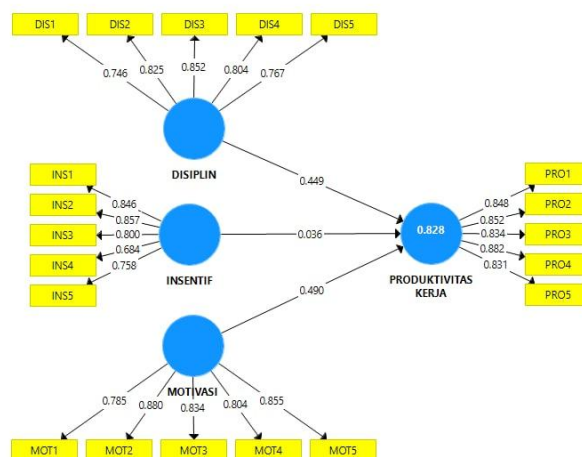 DIS1 DIS2 DIS3 DIS4 DIS5
0.746 0.825 0.852 0.804 0.767
DISIPLIN
0.449
INS1
INS2
INS3
INS4
INS5
0.846
0.857
0.800
0.684
0.758
INSENTIF
0.036
0.828
PRODUKTIVITAS
KERJA
0.848
0.852
0.834
0.882
0.831
PRO1
PRO2
PRO3
PRO4
PRO5
0.490
MOTIVASI
0.785 0.880 0.834 0.804 0.855
MOT1 MOT2 MOT3 MOT4 MOT5